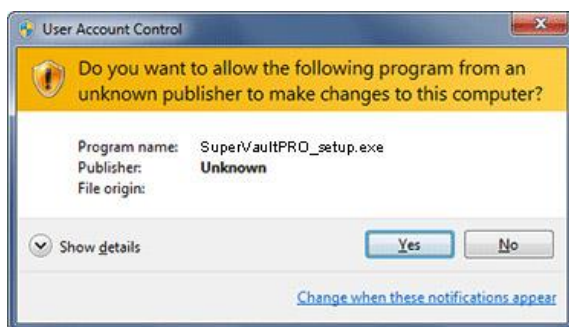 User Account Control
Do you want to allow the following program from an
unknown publisher to make changes to this computer?
Program name: SuperVaultPRO_setup.exe
Publisher: Unknown
File origin:
Show details
Yes
No
Change when these notifications appear